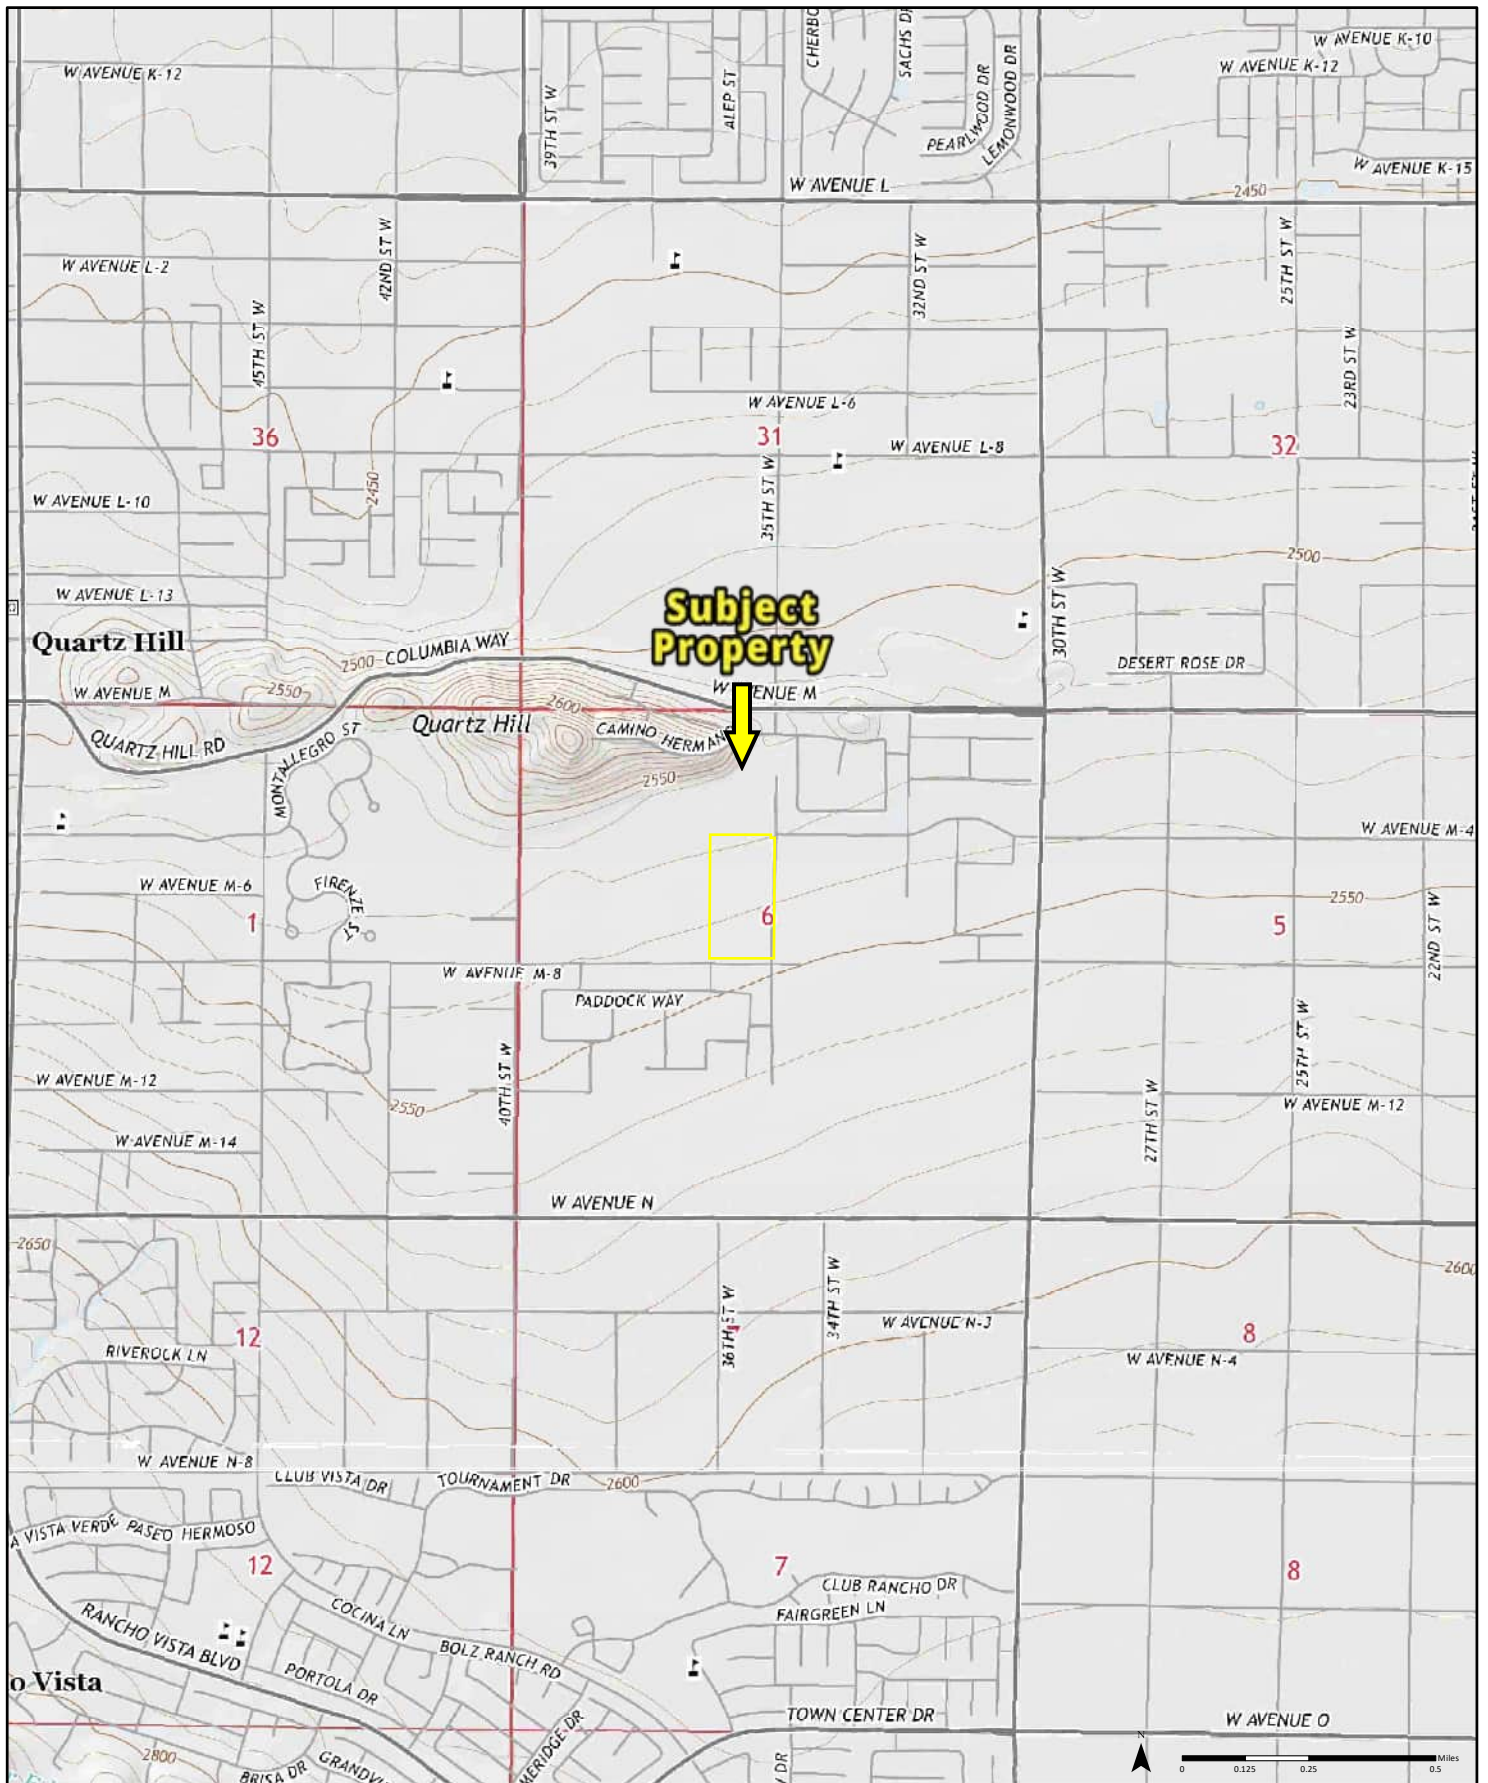 CHERBO
SACHS DR
W AVENUE K-10
W AVENUE K-12
W AVENUE K-12
39TH ST W
ALEP ST
PEARLWOOD DR
LEMONWOOD DR
W AVENUE K-15
W AVENUE L
2450
W AVENUE L-2
42ND ST W
32ND ST W
25TH ST W
45TH ST W
23RD ST W
W AVENUE L-6
36
31
32
W AVENUE L-8
2450
W AVENUE L-10
35TH ST W
2500
W AVENUE L-13
Subject
Property
30TH ST W
Quartz Hill
2500
COLUMBIA WAY
DESERT ROSE DR
W AVENUE M
2550
2600
W AVENUE M
Quartz Hill
CAMINO HERMAN
QUARTZ HILL RD
MONTALLEGRO ST
2550
W AVENUE M-4
W AVENUE M-6
FIRENZE ST
2550
1
6
5
22ND ST W
W AVENUE M-8
PADDOCK WAY
25TH ST W
40TH ST W
W AVENUE M-12
2550
27TH ST W
W AVENUE M-12
W AVENUE M-14
W AVENUE N
2650
2600
36TH ST W
34TH ST W
W AVENUE N-3
12
8
RIVEROCK LN
W AVENUE N-4
W AVENUE N-8
CLUB VISTA DR
TOURNAMENT DR
2600
A VISTA VERDE
PASEO HERMOSO
12
7
8
CLUB RANCHO DR
FAIRGREEN LN
COCINA LN
RANCHO VISTA BLVD
BOLZ RANCH RD
PORTOLA DR
o Vista
TOWN CENTER DR
W AVENUE O
MERIDGE DR
2800
BRISA DR
GRANDVI
DR
N
Miles
0
0.125
0.25
0.5